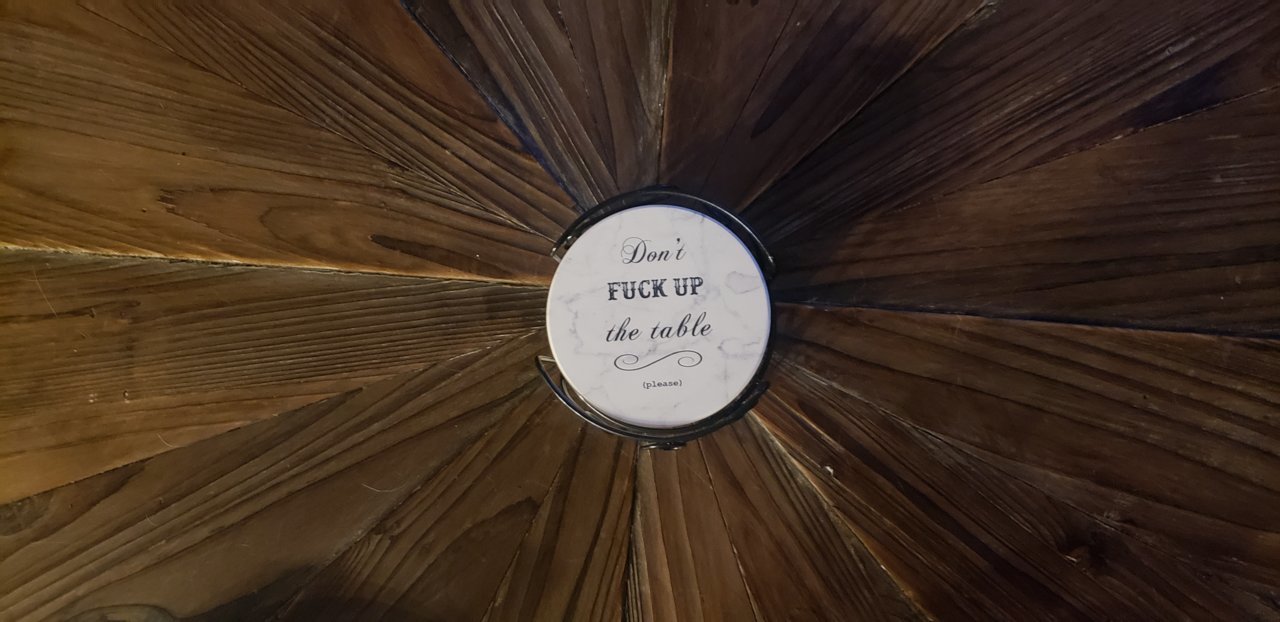 Don't
FUCK UP
the table
(please)